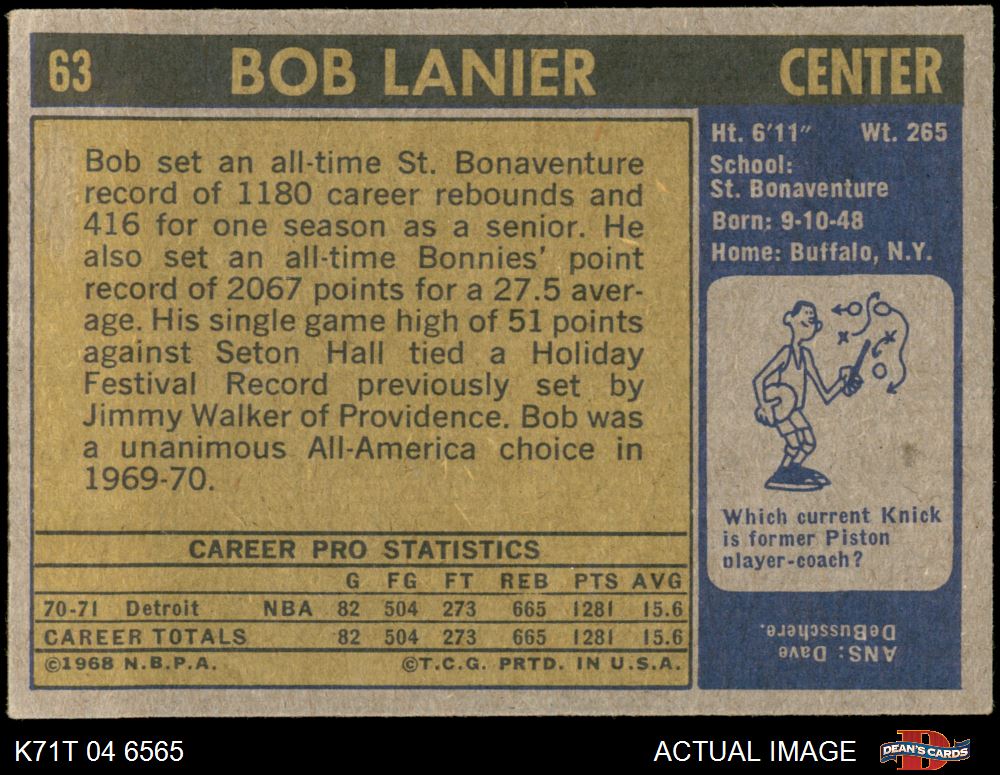 63 BOB LANIER CENTER
Bob set an all-time St. Bonaventure
record of 1180 career rebounds and
416 for one season as a senior. He
also set an all-time Bonnies' point
record of 2067 points for a 27.5 aver-
age. His single game high of 51 points
against Seton Hall tied a Holiday
Festival Record previously set by
Jimmy Walker of Providence. Bob was
a unanimous All-America choice in
1969-70.
CAREER PRO STATISTICS
G FG FT REB PTS AVG
70-71 Detroit NBA 82 504 273 665 1281 15.6
CAREER TOTALS 82 504 273 665 1281 15.6
©1968 N.B.P.A. ©T.C.G. PRTD. IN U.S.A.
Ht. 6'11" Wt. 265
School:
St. Bonaventure
Born: 9-10-48
Home: Buffalo, N.Y.
Which current Knick
is former Piston
player-coach?
ANS: Dave
DeBusschere.
K71T 04 6565
ACTUAL IMAGE
DEAN'S CARDS